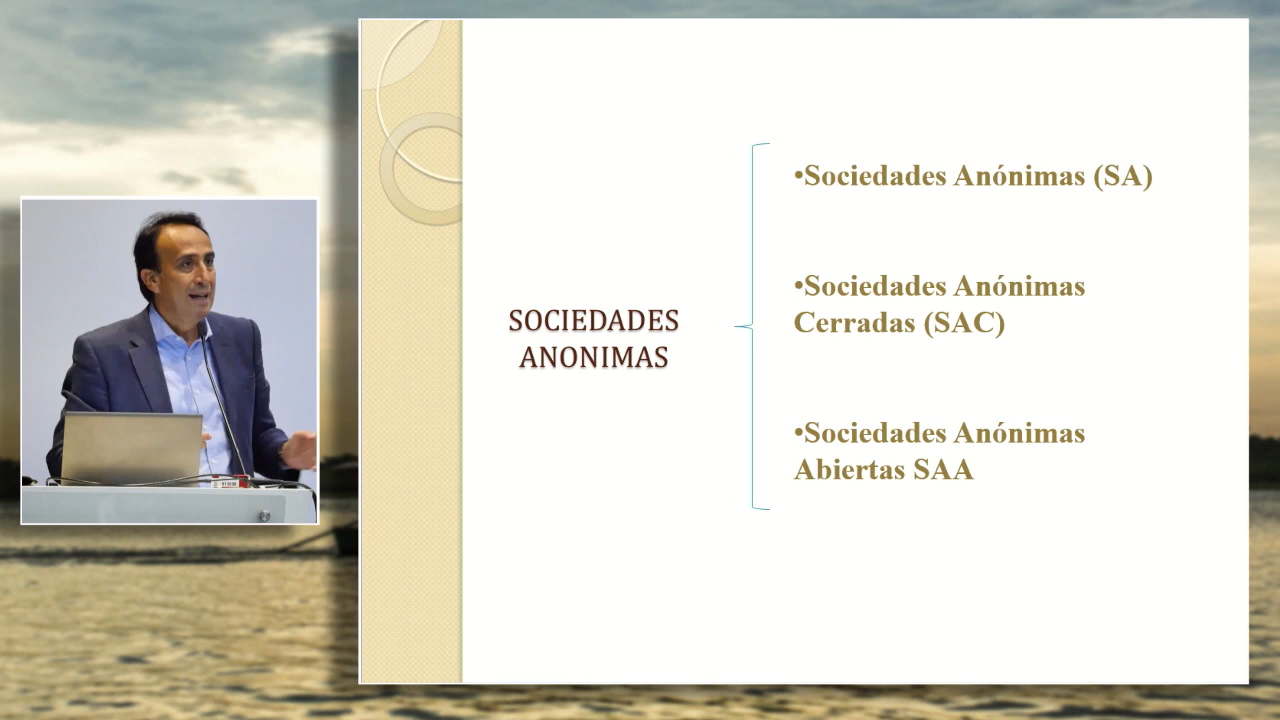 SOCIEDADES
ANONIMAS
•Sociedades Anónimas (SA)
•Sociedades Anónimas
Cerradas (SAC)
•Sociedades Anónimas
Abiertas SAA